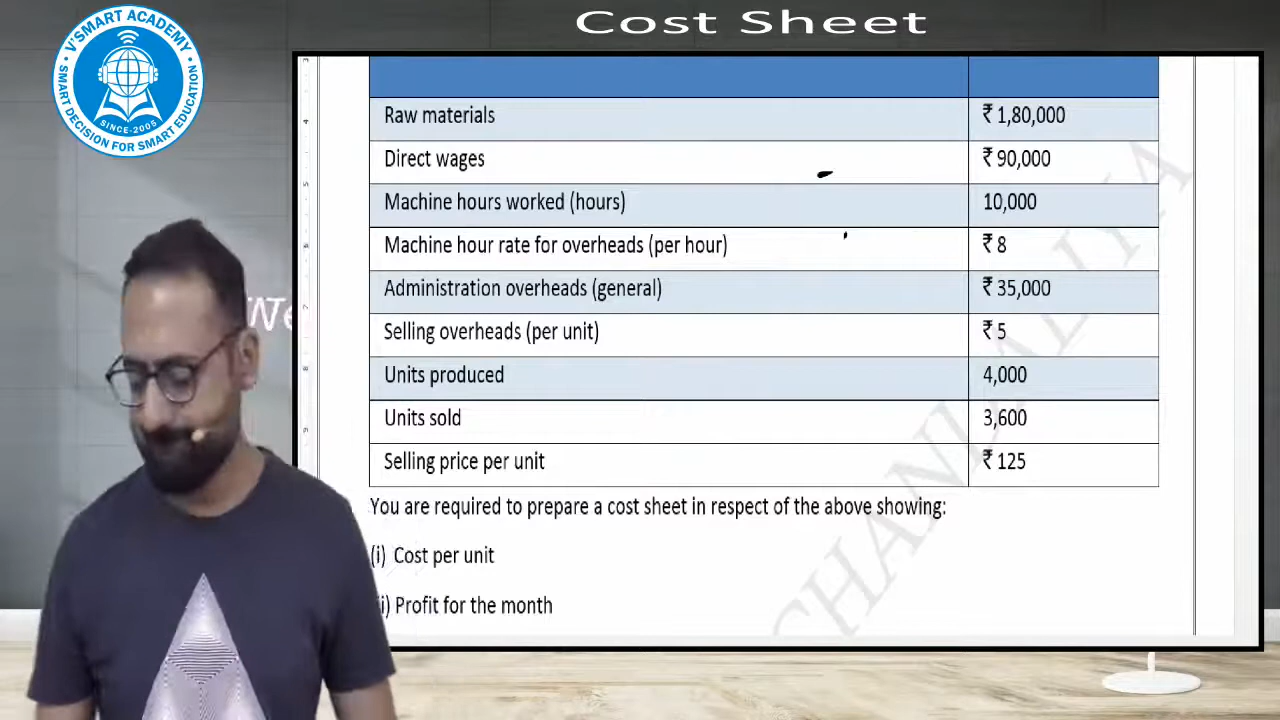 Cost Sheet
V'SMART ACADEMY
SINCE-2005
SMART DECISION FOR SMART EDUCATION
We
Raw materials ₹ 1,80,000
Direct wages ₹ 90,000
Machine hours worked (hours) 10,000
Machine hour rate for overheads (per hour) ₹ 8
Administration overheads (general) ₹ 35,000
Selling overheads (per unit) ₹ 5
Units produced 4,000
Units sold 3,600
Selling price per unit ₹ 125
You are required to prepare a cost sheet in respect of the above showing:
(i) Cost per unit
i) Profit for the month